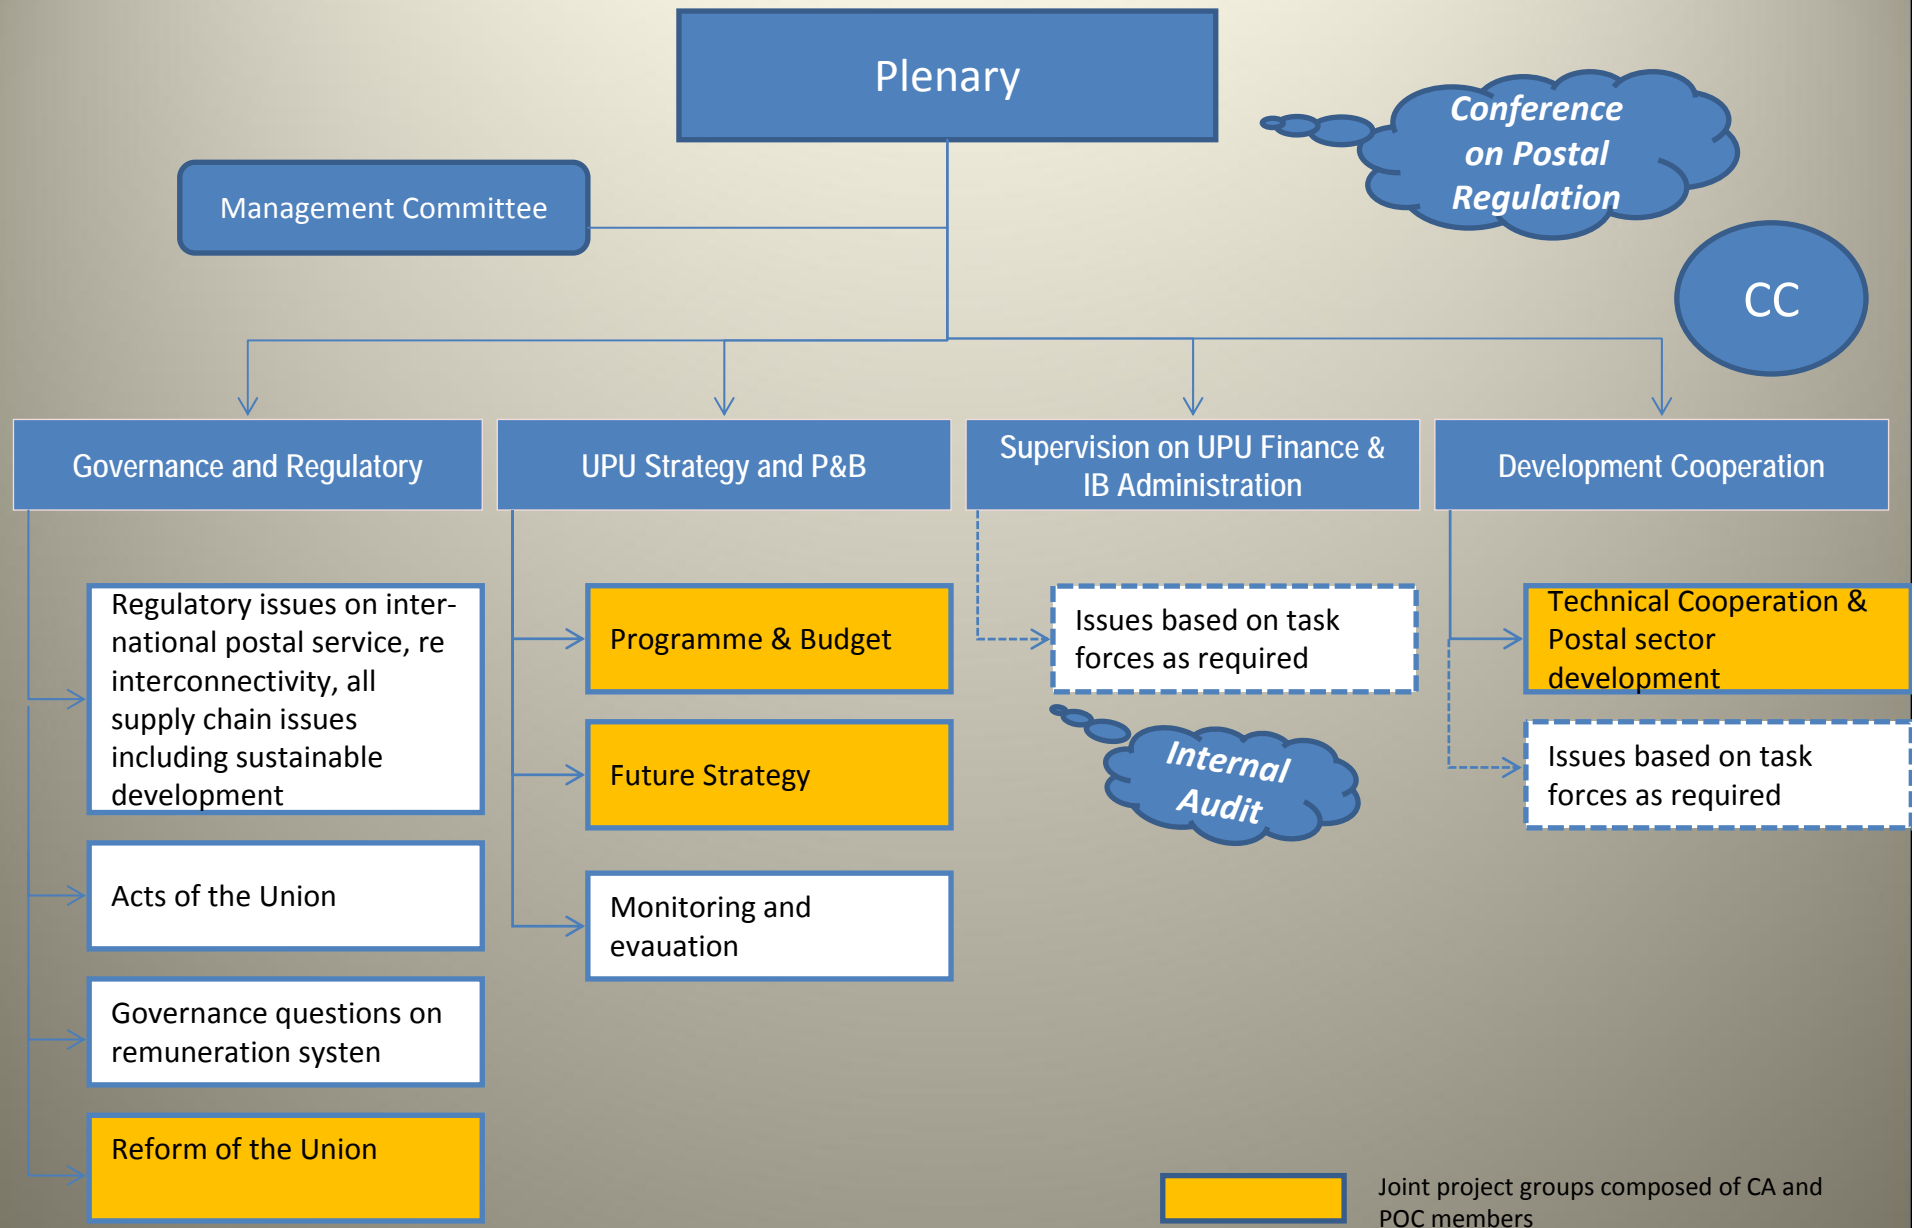 Plenary
Conference
on Postal
Regulation
Management Committee
CC
Governance and Regulatory
UPU Strategy and P&B
Supervision on UPU Finance &
IB Administration
Development Cooperation
Regulatory issues on inter-
national postal service, re
interconnectivity, all
supply chain issues
including sustainable
development
Acts of the Union
Governance questions on
remuneration systen
Reform of the Union
Programme & Budget
Future Strategy
Monitoring and
evauation
Issues based on task
forces as required
Internal
Audit
Technical Cooperation &
Postal sector
development
Issues based on task
forces as required
Joint project groups composed of CA and
POC members